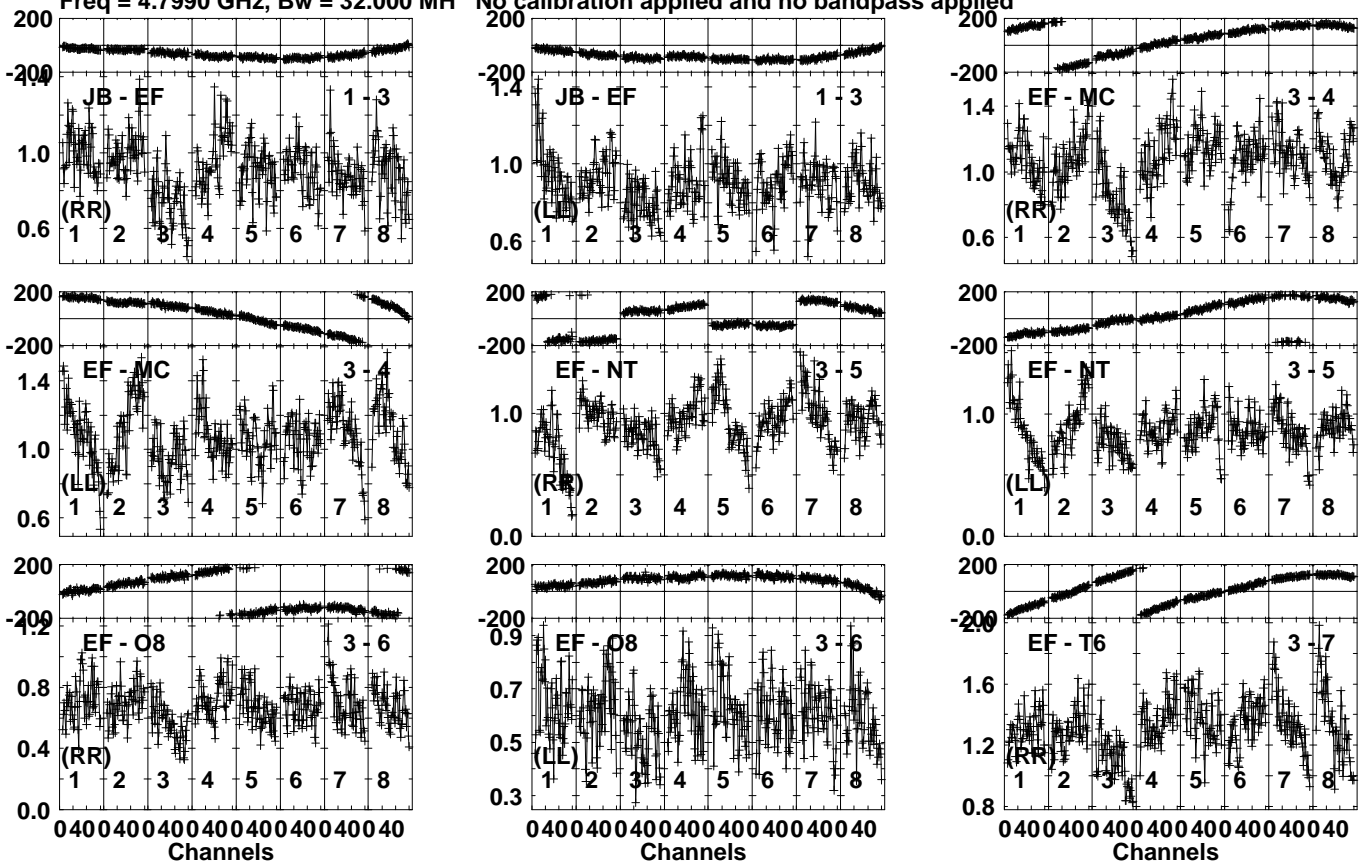 Freq = 4.7990 GHz, Bw = 32.000 MH No calibration applied and no bandpass applied
200
-200
1.4
1.0
0.6
JB - EF 1 - 3
(RR)
1 2 3 4 5 6 7 8
200
-200
1.4
1.0
0.6
JB - EF 1 - 3
(LL)
1 2 3 4 5 6 7 8
200
-200
1.4
1.0
0.6
EF - MC 3 - 4
(RR)
1 2 3 4 5 6 7 8
200
-200
1.4
1.0
0.6
EF - MC 3 - 4
(LL)
1 2 3 4 5 6 7 8
200
-200
1.0
0.0
EF - NT 3 - 5
(RR)
1 2 3 4 5 6 7 8
200
-200
1.0
0.0
EF - NT 3 - 5
(LL)
1 2 3 4 5 6 7 8
200
-200
1.2
0.8
0.4
0.0
EF - O8 3 - 6
(RR)
1 2 3 4 5 6 7 8
0 40 0 40 0 40 0 40 0 40 0 40 0 40 0 40
Channels
200
-200
0.9
0.7
0.5
0.3
EF - O8 3 - 6
(LL)
1 2 3 4 5 6 7 8
0 40 0 40 0 40 0 40 0 40 0 40 0 40 0 40
Channels
200
-200
2.0
1.6
1.2
0.8
EF - T6 3 - 7
(RR)
1 2 3 4 5 6 7 8
0 40 0 40 0 40 0 40 0 40 0 40 0 40 0 40
Channels